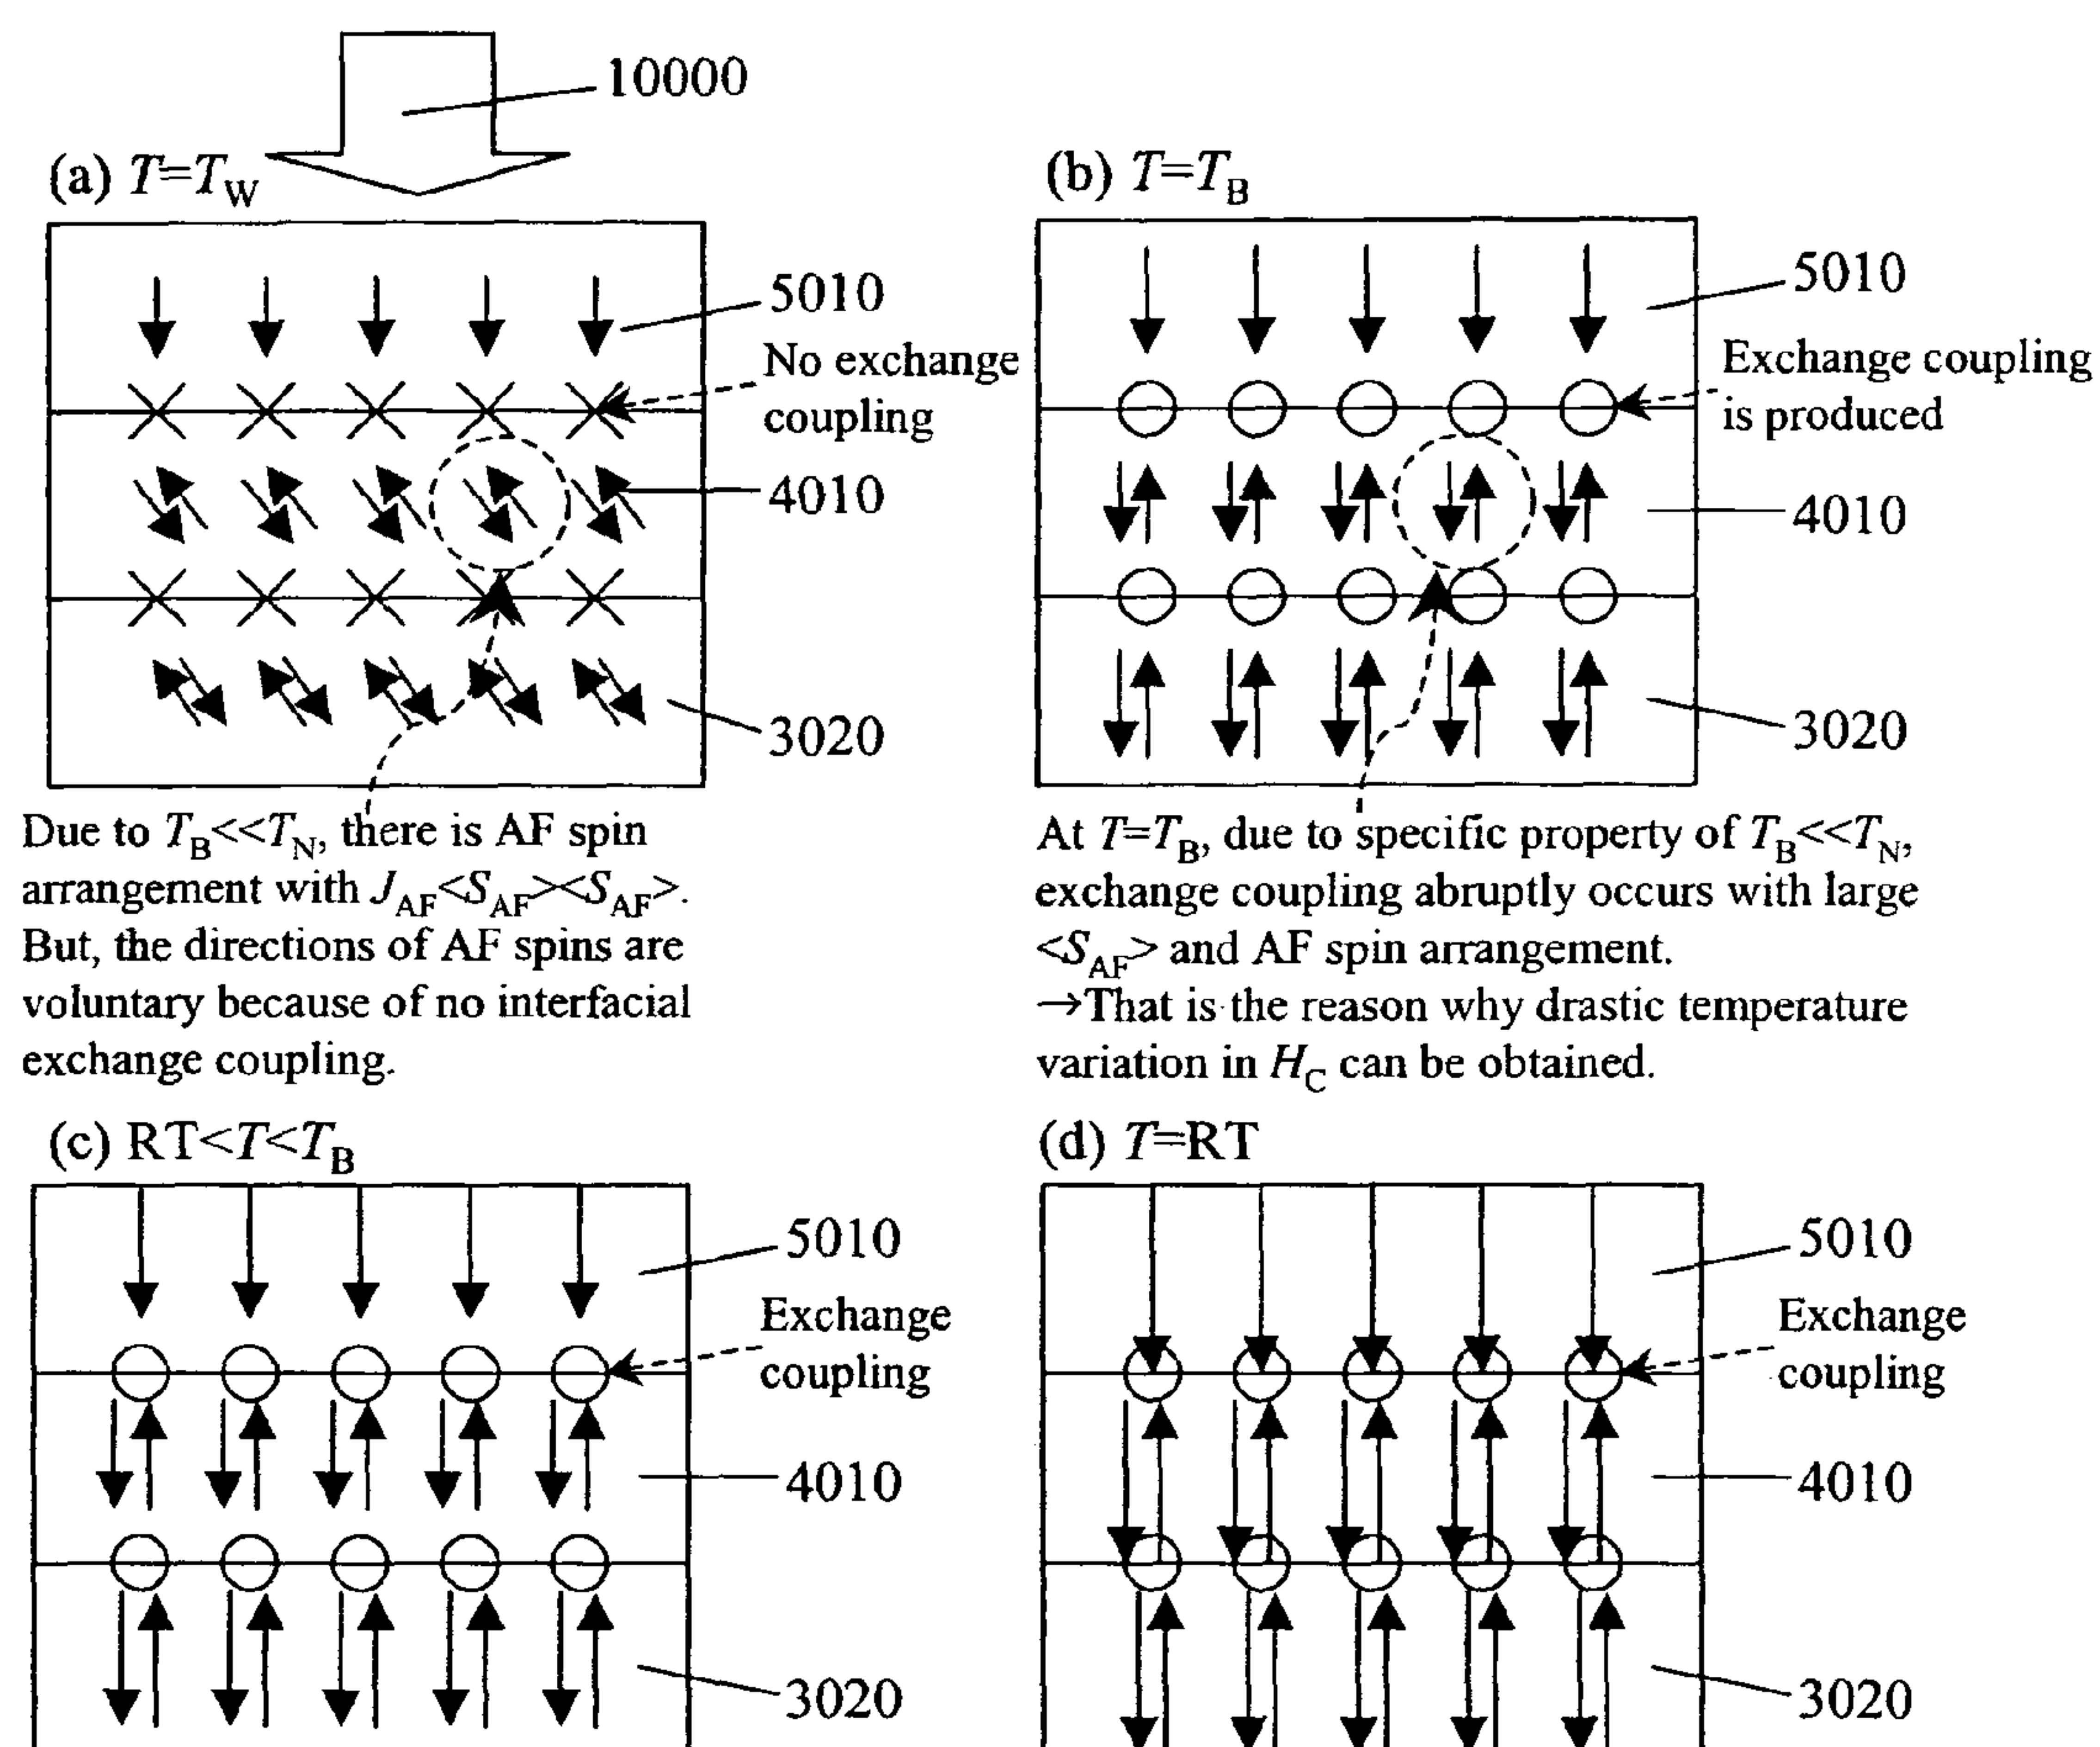 10000
(a) T=T_W
5010
No exchange
coupling
4010
3020
Due to T_B<<T_N, there is AF spin
arrangement with J_AF<S_AF><S_AF>.
But, the directions of AF spins are
voluntary because of no interfacial
exchange coupling.
(b) T=T_B
5010
Exchange coupling
is produced
4010
3020
At T=T_B, due to specific property of T_B<<T_N,
exchange coupling abruptly occurs with large
<S_AF> and AF spin arrangement.
→That is the reason why drastic temperature
variation in H_C can be obtained.
(c) RT<T<T_B
5010
Exchange
coupling
4010
3020
(d) T=RT
5010
Exchange
coupling
4010
3020